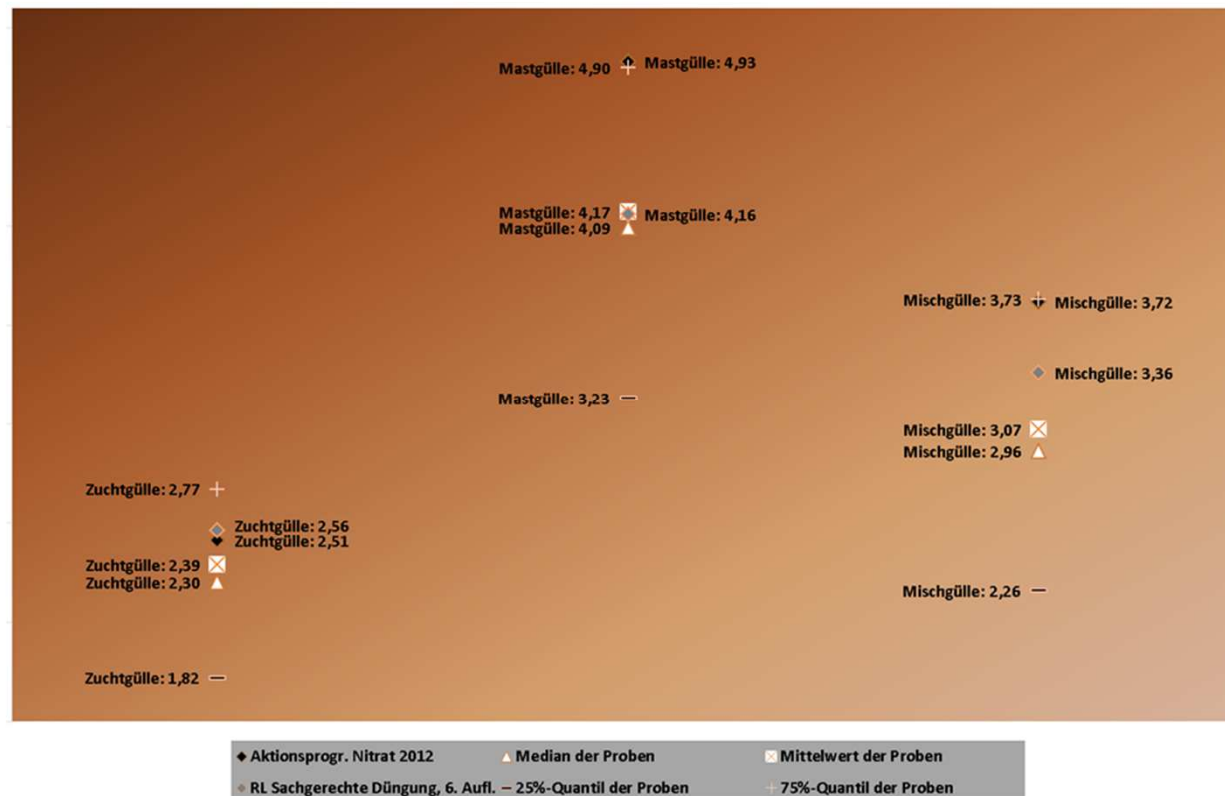 Mastgülle: 4,90
Mastgülle: 4,93
Mastgülle: 4,17
Mastgülle: 4,16
Mastgülle: 4,09
Mischgülle: 3,73
Mischgülle: 3,72
Mischgülle: 3,36
Mastgülle: 3,23
Mischgülle: 3,07
Mischgülle: 2,96
Zuchtgülle: 2,77
Zuchtgülle: 2,56
Zuchtgülle: 2,51
Zuchtgülle: 2,39
Zuchtgülle: 2,30
Mischgülle: 2,26
Zuchtgülle: 1,82
Aktionsprogr. Nitrat 2012
Median der Proben
Mittelwert der Proben
RL Sachgerechte Düngung, 6. Aufl.
25%-Quantil der Proben
75%-Quantil der Proben